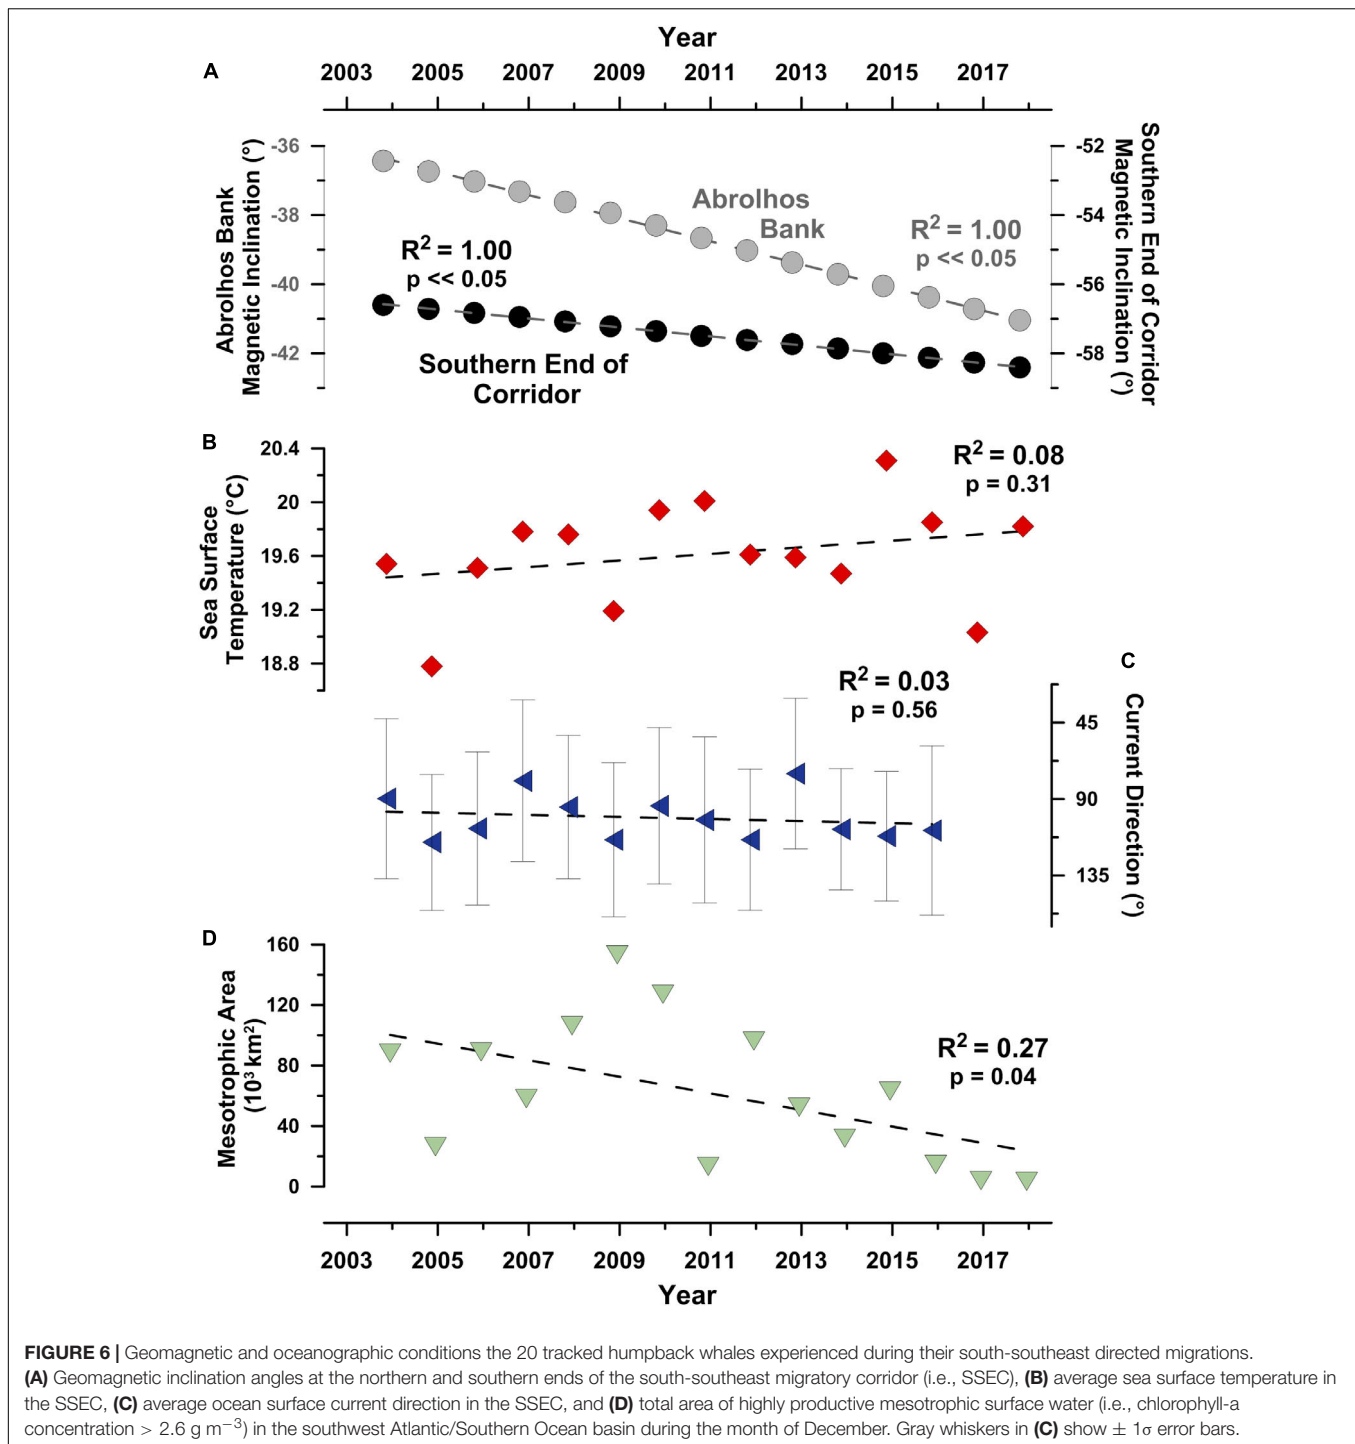 Year
A
2003 2005 2007 2009 2011 2013 2015 2017
Abrolhos Bank
Magnetic Inclination (°)
-36
-38
-40
-42
Abrolhos
Bank
R² = 1.00
p << 0.05
R² = 1.00
p << 0.05
Southern End of
Corridor
-52
-54
-56
-58
Southern End of Corridor
Magnetic Inclination (°)
B
Sea Surface
Temperature (°C)
20.4
20
19.6
19.2
18.8
R² = 0.08
p = 0.31
C
R² = 0.03
p = 0.56
45
90
135
Current Direction (°)
D
Mesotrophic Area
(10³ km²)
160
120
80
40
0
R² = 0.27
p = 0.04
2003 2005 2007 2009 2011 2013 2015 2017
Year
FIGURE 6 | Geomagnetic and oceanographic conditions the 20 tracked humpback whales experienced during their south-southeast directed migrations.
(A) Geomagnetic inclination angles at the northern and southern ends of the south-southeast migratory corridor (i.e., SSEC), (B) average sea surface temperature in
the SSEC, (C) average ocean surface current direction in the SSEC, and (D) total area of highly productive mesotrophic surface water (i.e., chlorophyll-a
concentration > 2.6 g m⁻³) in the southwest Atlantic/Southern Ocean basin during the month of December. Gray whiskers in (C) show ± 1σ error bars.